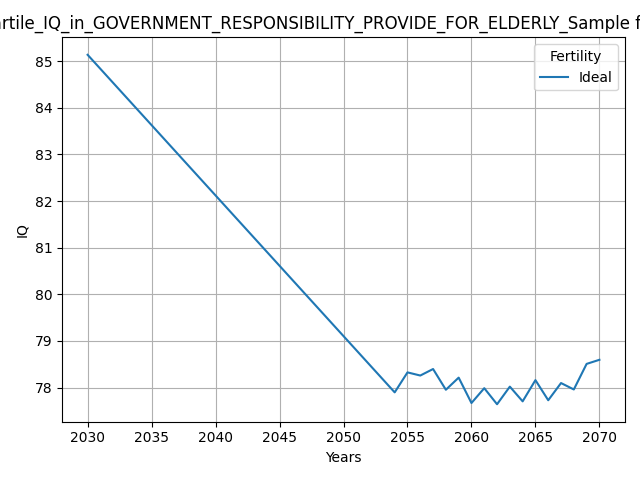 artile_IQ_in_GOVERNMENT_RESPONSIBILITY_PROVIDE_FOR_ELDERLY_Sample f
Fertility
Ideal
85
84
83
82
81
80
79
78
IQ
2030 2035 2040 2045 2050 2055 2060 2065 2070
Years